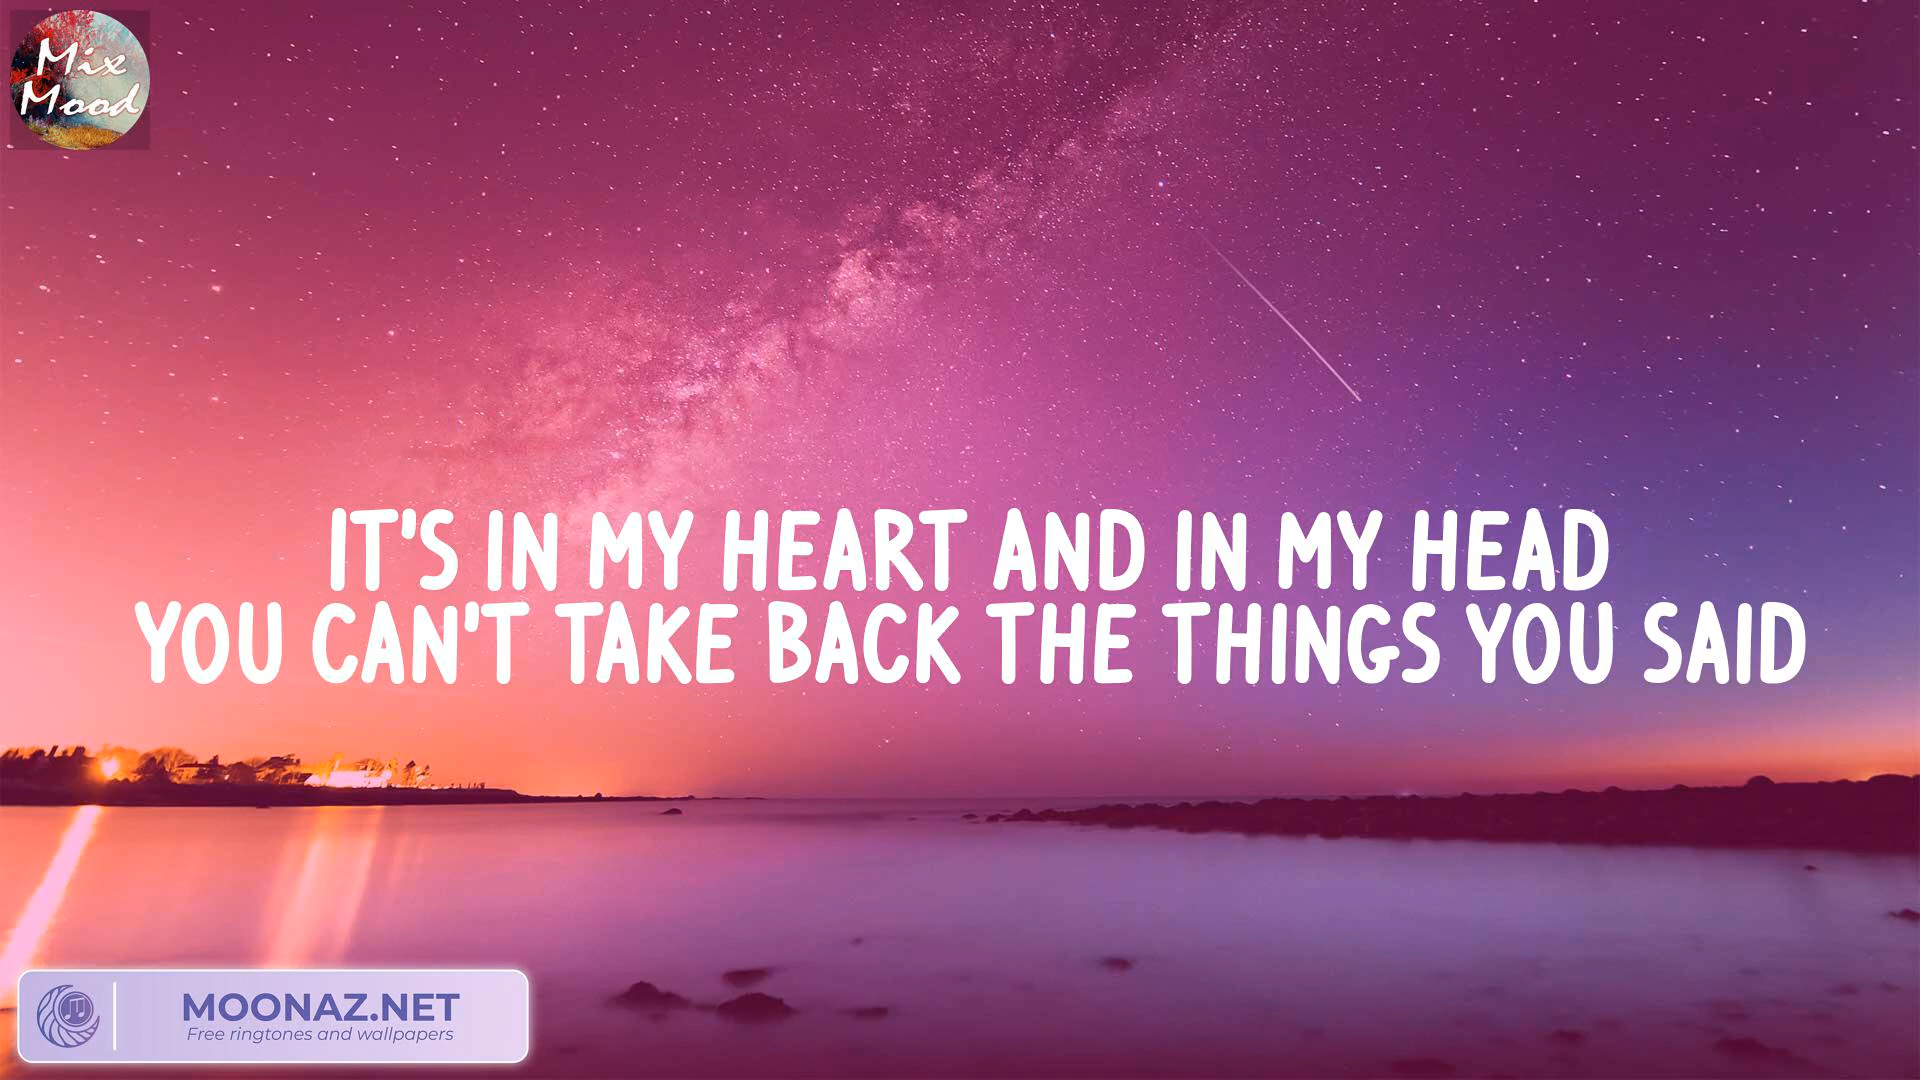 Mix
Mood
IT'S IN MY HEART AND IN MY HEAD
YOU CAN'T TAKE BACK THE THINGS YOU SAID
MOONAZ.NET
Free ringtones and wallpapers